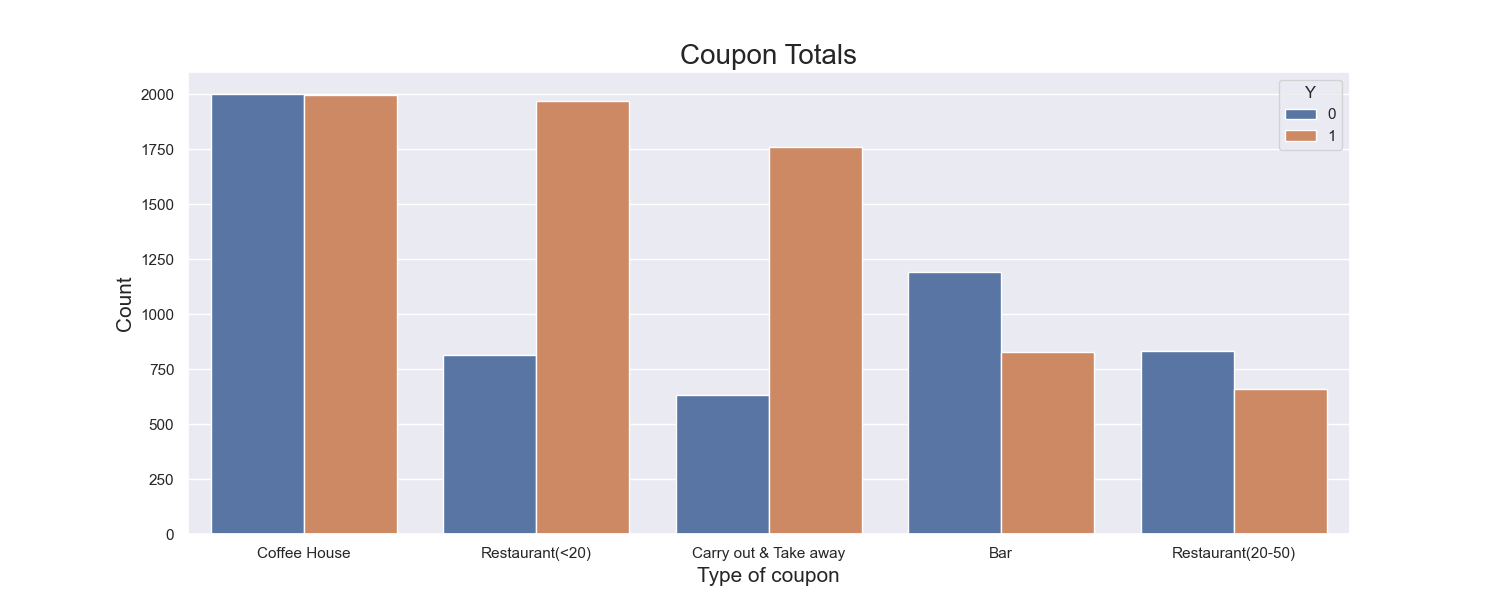 Coupon Totals
Y
0
1
2000
1750
1500
1250
1000
750
500
250
0
Count
Coffee House
Restaurant(<20)
Carry out & Take away
Bar
Restaurant(20-50)
Type of coupon